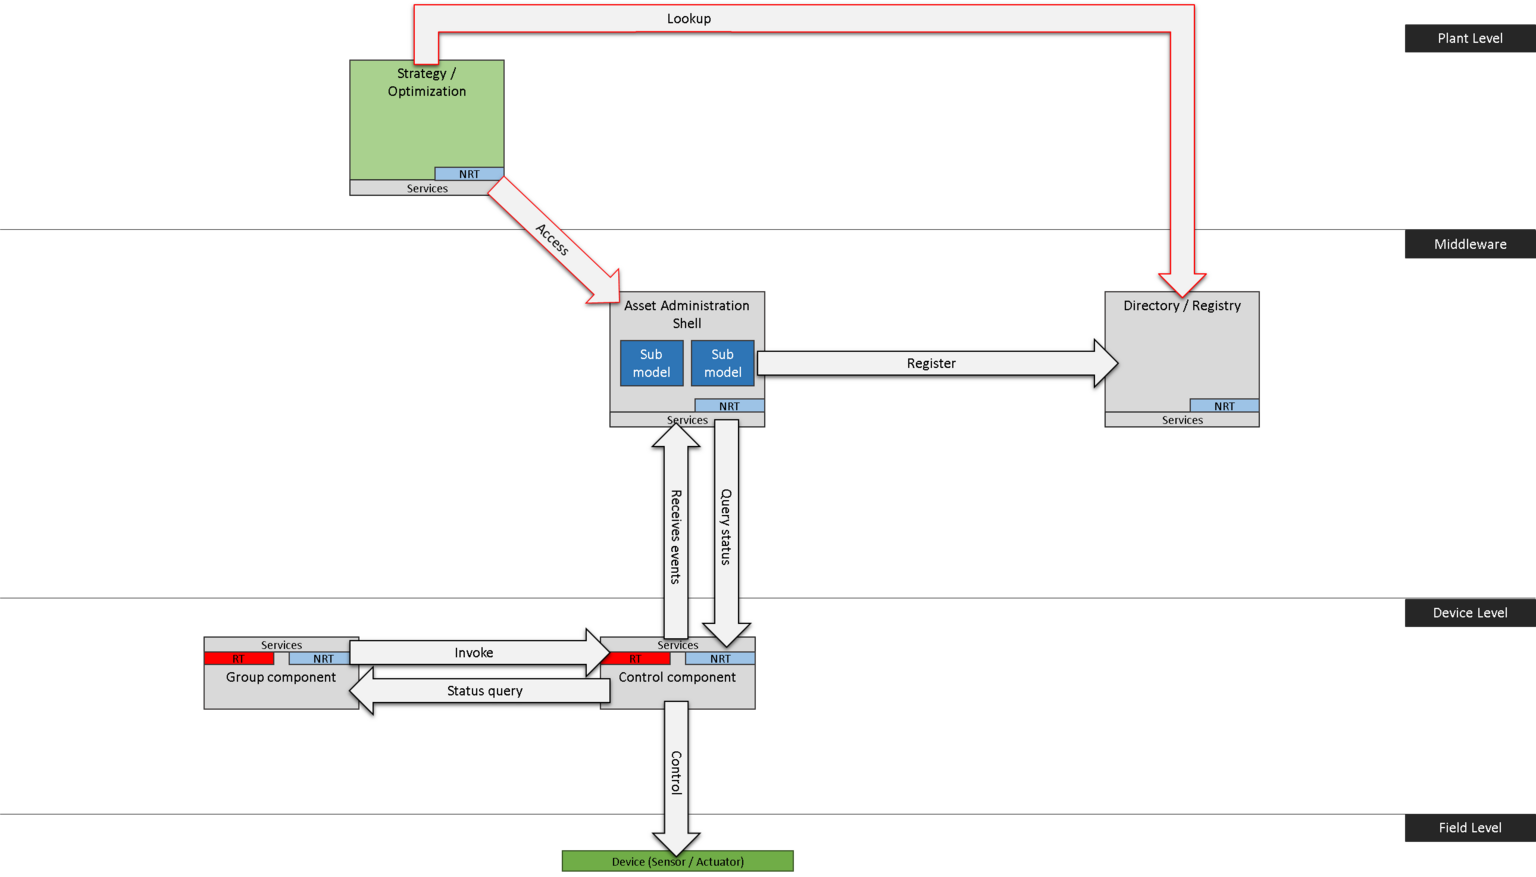 Lookup
Plant Level
Strategy /
Optimization
NRT
Services
Access
Middleware
Asset Administration
Shell
Sub
model
Sub
model
NRT
Services
Register
Directory / Registry
NRT
Services
Receives events
Query status
Device Level
Services
RT
NRT
Group component
Invoke
Status query
Services
RT
NRT
Control component
Control
Field Level
Device (Sensor / Actuator)